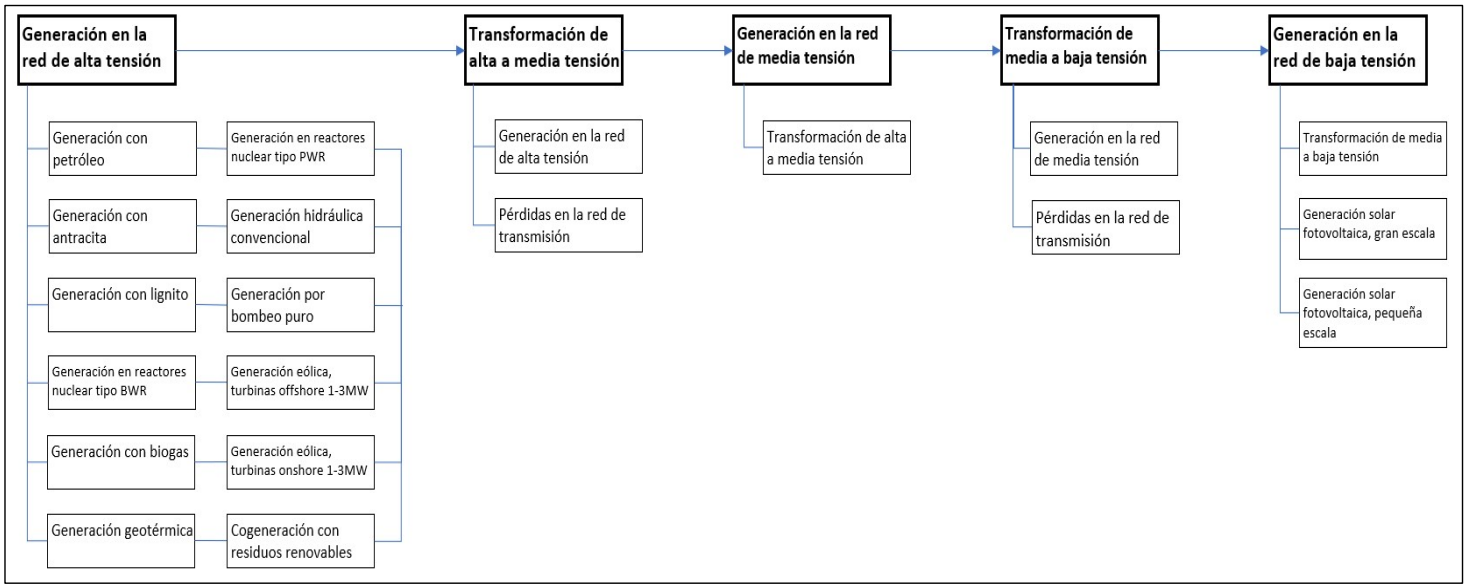 Generación en la
red de alta tensión
Transformación de
alta a media tensión
Generación en la red
de media tensión
Transformación de
media a baja tensión
Generación en la
red de baja tensión
Generación con
petróleo
Generación en reactores
nuclear tipo PWR
Generación con
antracita
Generación hidráulica
convencional
Generación con lignito
Generación por
bombeo puro
Generación en reactores
nuclear tipo BWR
Generación eólica,
turbinas offshore 1-3MW
Generación con biogas
Generación eólica,
turbinas onshore 1-3MW
Generación geotérmica
Cogeneración con
residuos renovables
Generación en la red
de alta tensión
Pérdidas en la red de
transmisión
Transformación de alta
a media tensión
Generación en la red
de media tensión
Pérdidas en la red de
transmisión
Transformación de media
a baja tensión
Generación solar
fotovoltaica, gran escala
Generación solar
fotovoltaica, pequeña
escala